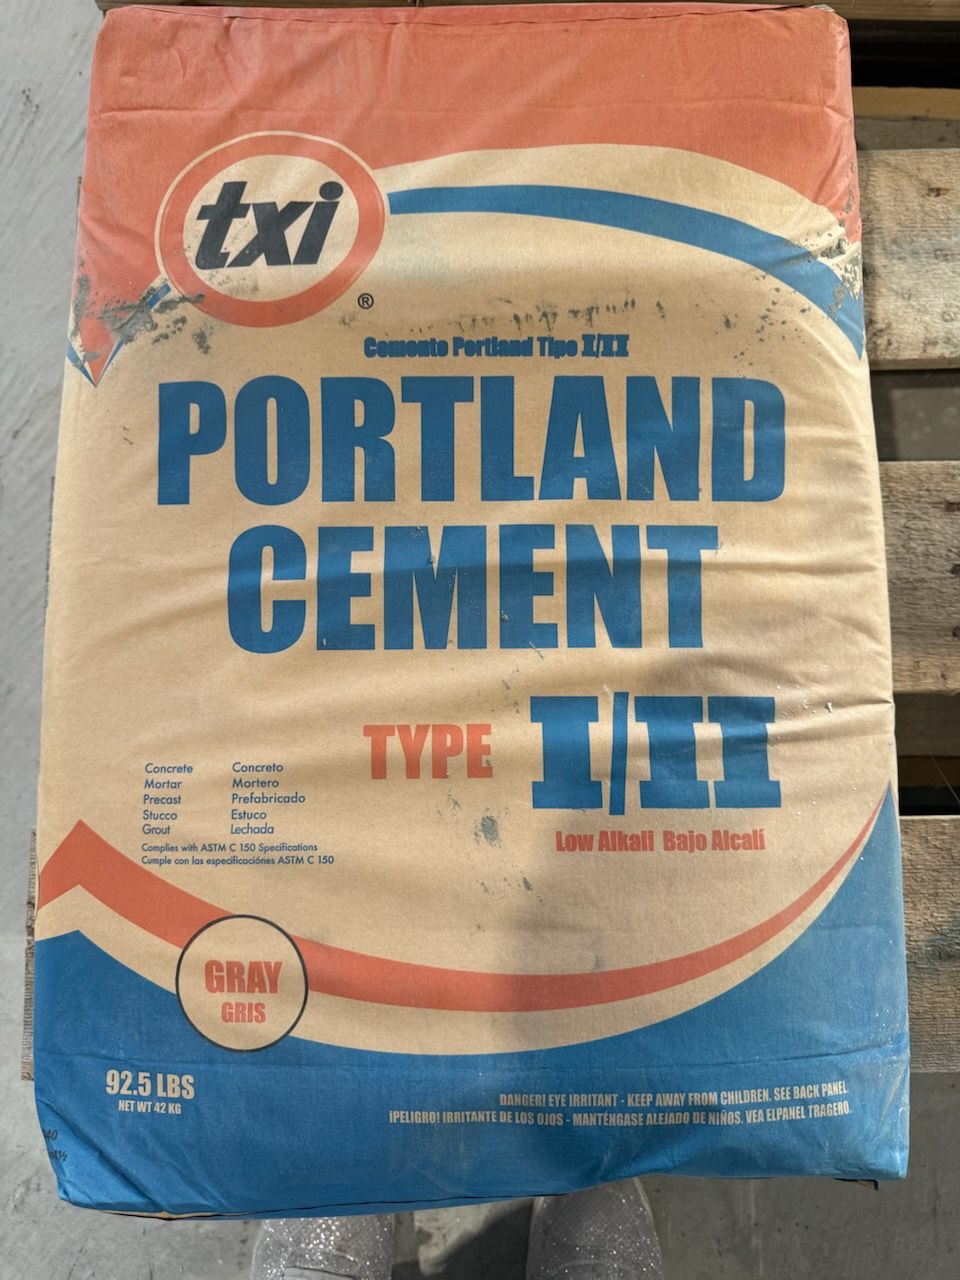 txi
®
Cemento Portland Tipo I/II
PORTLAND
CEMENT
TYPE I/II
Low Alkali Bajo Alcalí
Concrete Concreto
Mortar Mortero
Precast Prefabricado
Stucco Estuco
Grout Lechada
Complies with ASTM C 150 Specifications
Cumple con las especificaciónes ASTM C 150
GRAY
GRIS
92.5 LBS
NET WT 42 KG
DANGER! EYE IRRITANT - KEEP AWAY FROM CHILDREN. SEE BACK PANEL.
¡PELIGRO! IRRITANTE DE LOS OJOS - MANTÉNGASE ALEJADO DE NIÑOS. VEA ELPANEL TRAGERO.